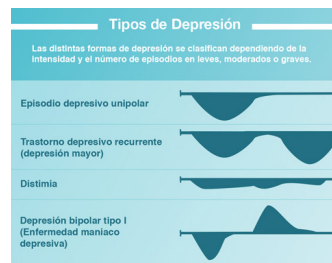 Tipos de Depresión
Las distintas formas de depresión se clasifican dependiendo de la
intensidad y el número de episodios en leves, moderados o graves.
Episodio depresivo unipolar
Trastorno depresivo recurrente
(depresión mayor)
Distimia
Depresión bipolar tipo I
(Enfermedad maniaco
depresiva)